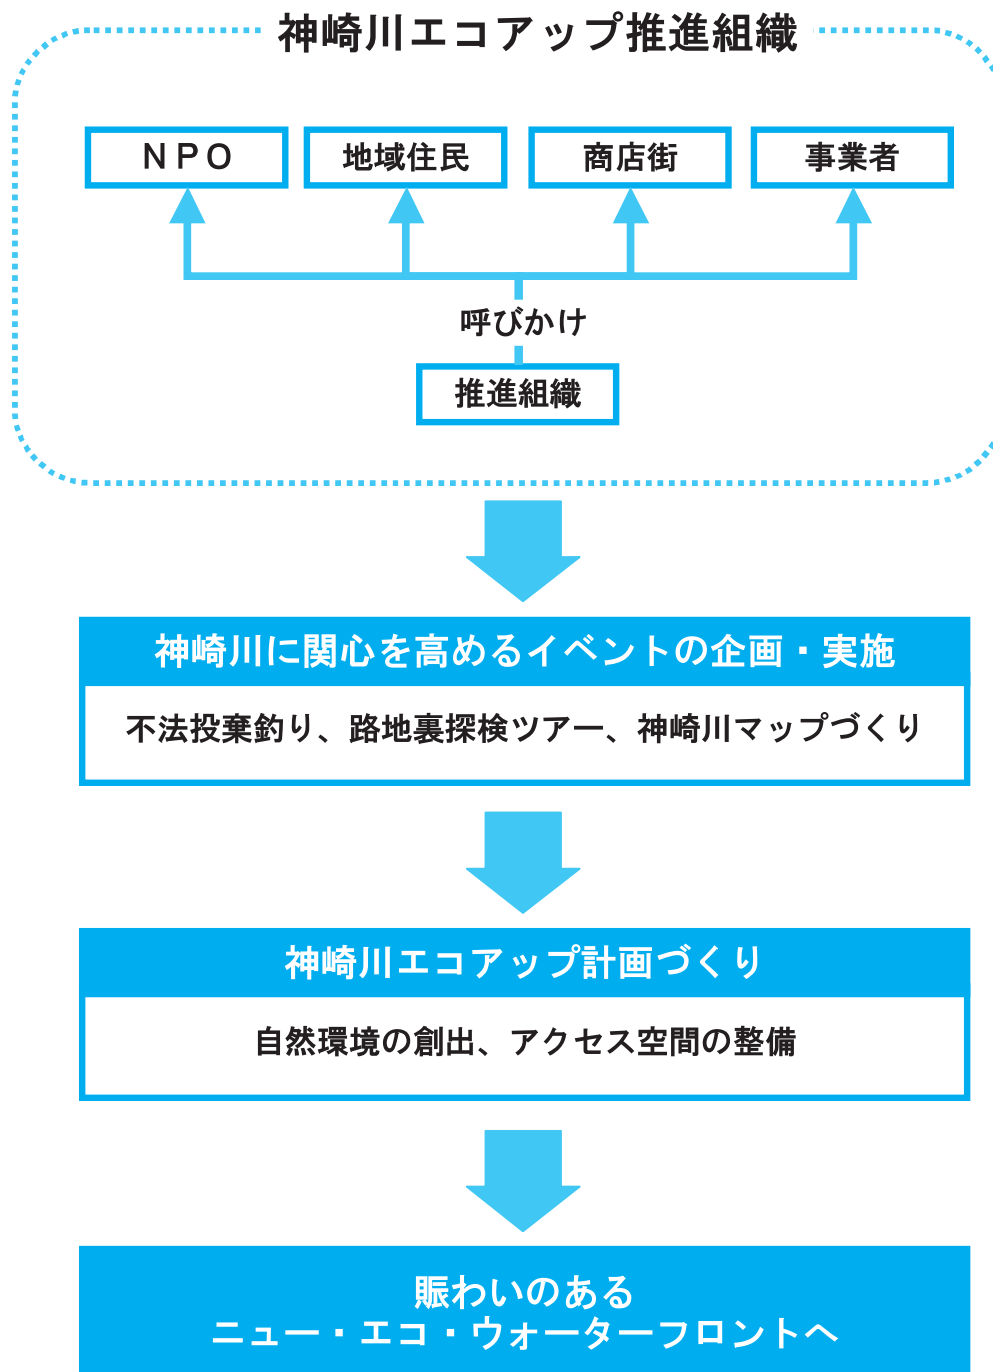 神崎川エコアップ推進組織
ＮＰＯ
地域住民
商店街
事業者
呼びかけ
推進組織
神崎川に関心を高めるイベントの企画・実施
不法投棄釣り、路地裏探検ツアー、神崎川マップづくり
神崎川エコアップ計画づくり
自然環境の創出、アクセス空間の整備
賑わいのある
ニュー・エコ・ウォーターフロントへ